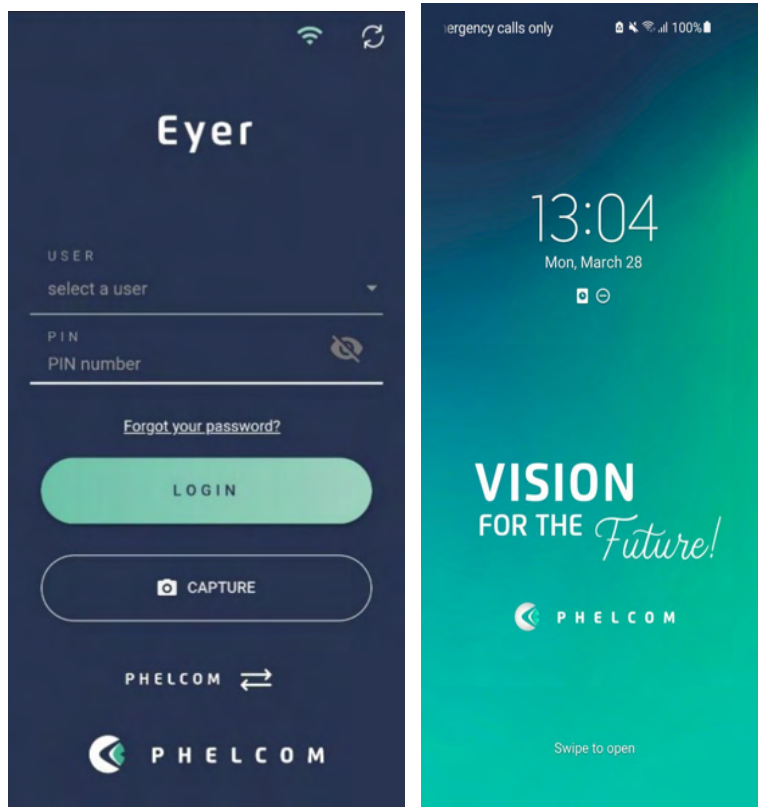 Eyer
USER
select a user
PIN
PIN number
Forgot your password?
LOGIN
CAPTURE
PHELCOM
PHELCOM
ergency calls only 100%
13:04
Mon, March 28
VISION
FOR THE Future!
PHELCOM
Swipe to open